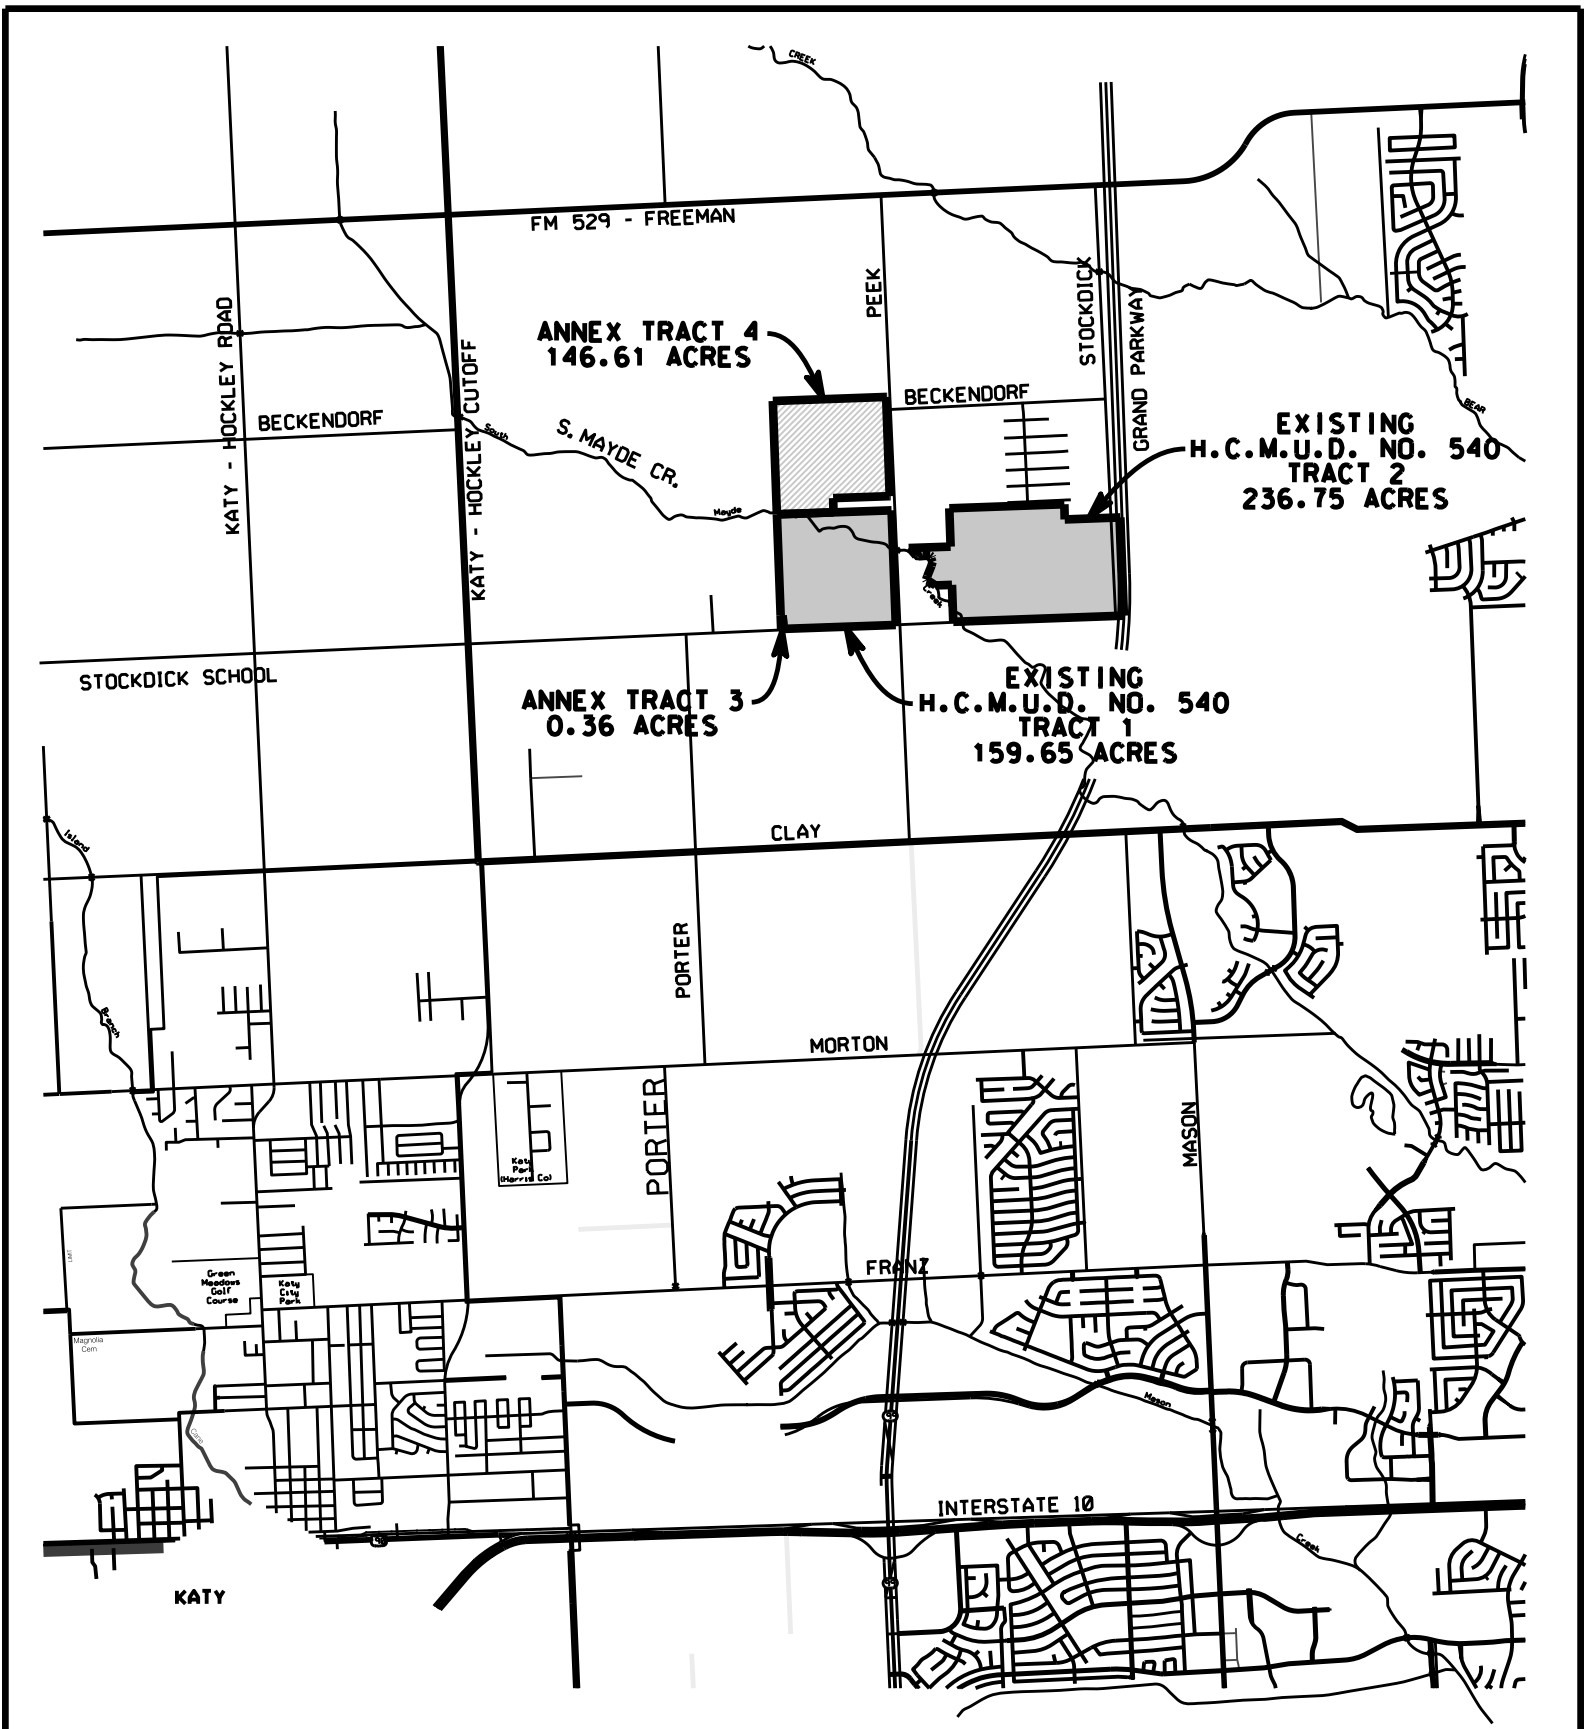 CREEK
FM 529 - FREEMAN
PEEK
STOCKDICK
GRAND PARKWAY
KATY - HOCKLEY ROAD
KATY - HOCKLEY CUTOFF
ANNEX TRACT 4
146.61 ACRES
BECKENDORF
BECKENDORF
BEAR
EXISTING
H.C.M.U.D. NO. 540
TRACT 2
236.75 ACRES
South
S. MAYDE CR.
Mayde
Creek
STOCKDICK SCHOOL
ANNEX TRACT 3
0.36 ACRES
EXISTING
H.C.M.U.D. NO. 540
TRACT 1
159.65 ACRES
Island
CLAY
PORTER
Branch
MORTON
PORTER
MASON
Katy
Park
(Harris Co)
LIMIT
FRANZ
Green
Meadows
Golf
Course
Katy
City
Park
Magnolia
Cem
Mason
Cane
INTERSTATE 10
Creek
KATY